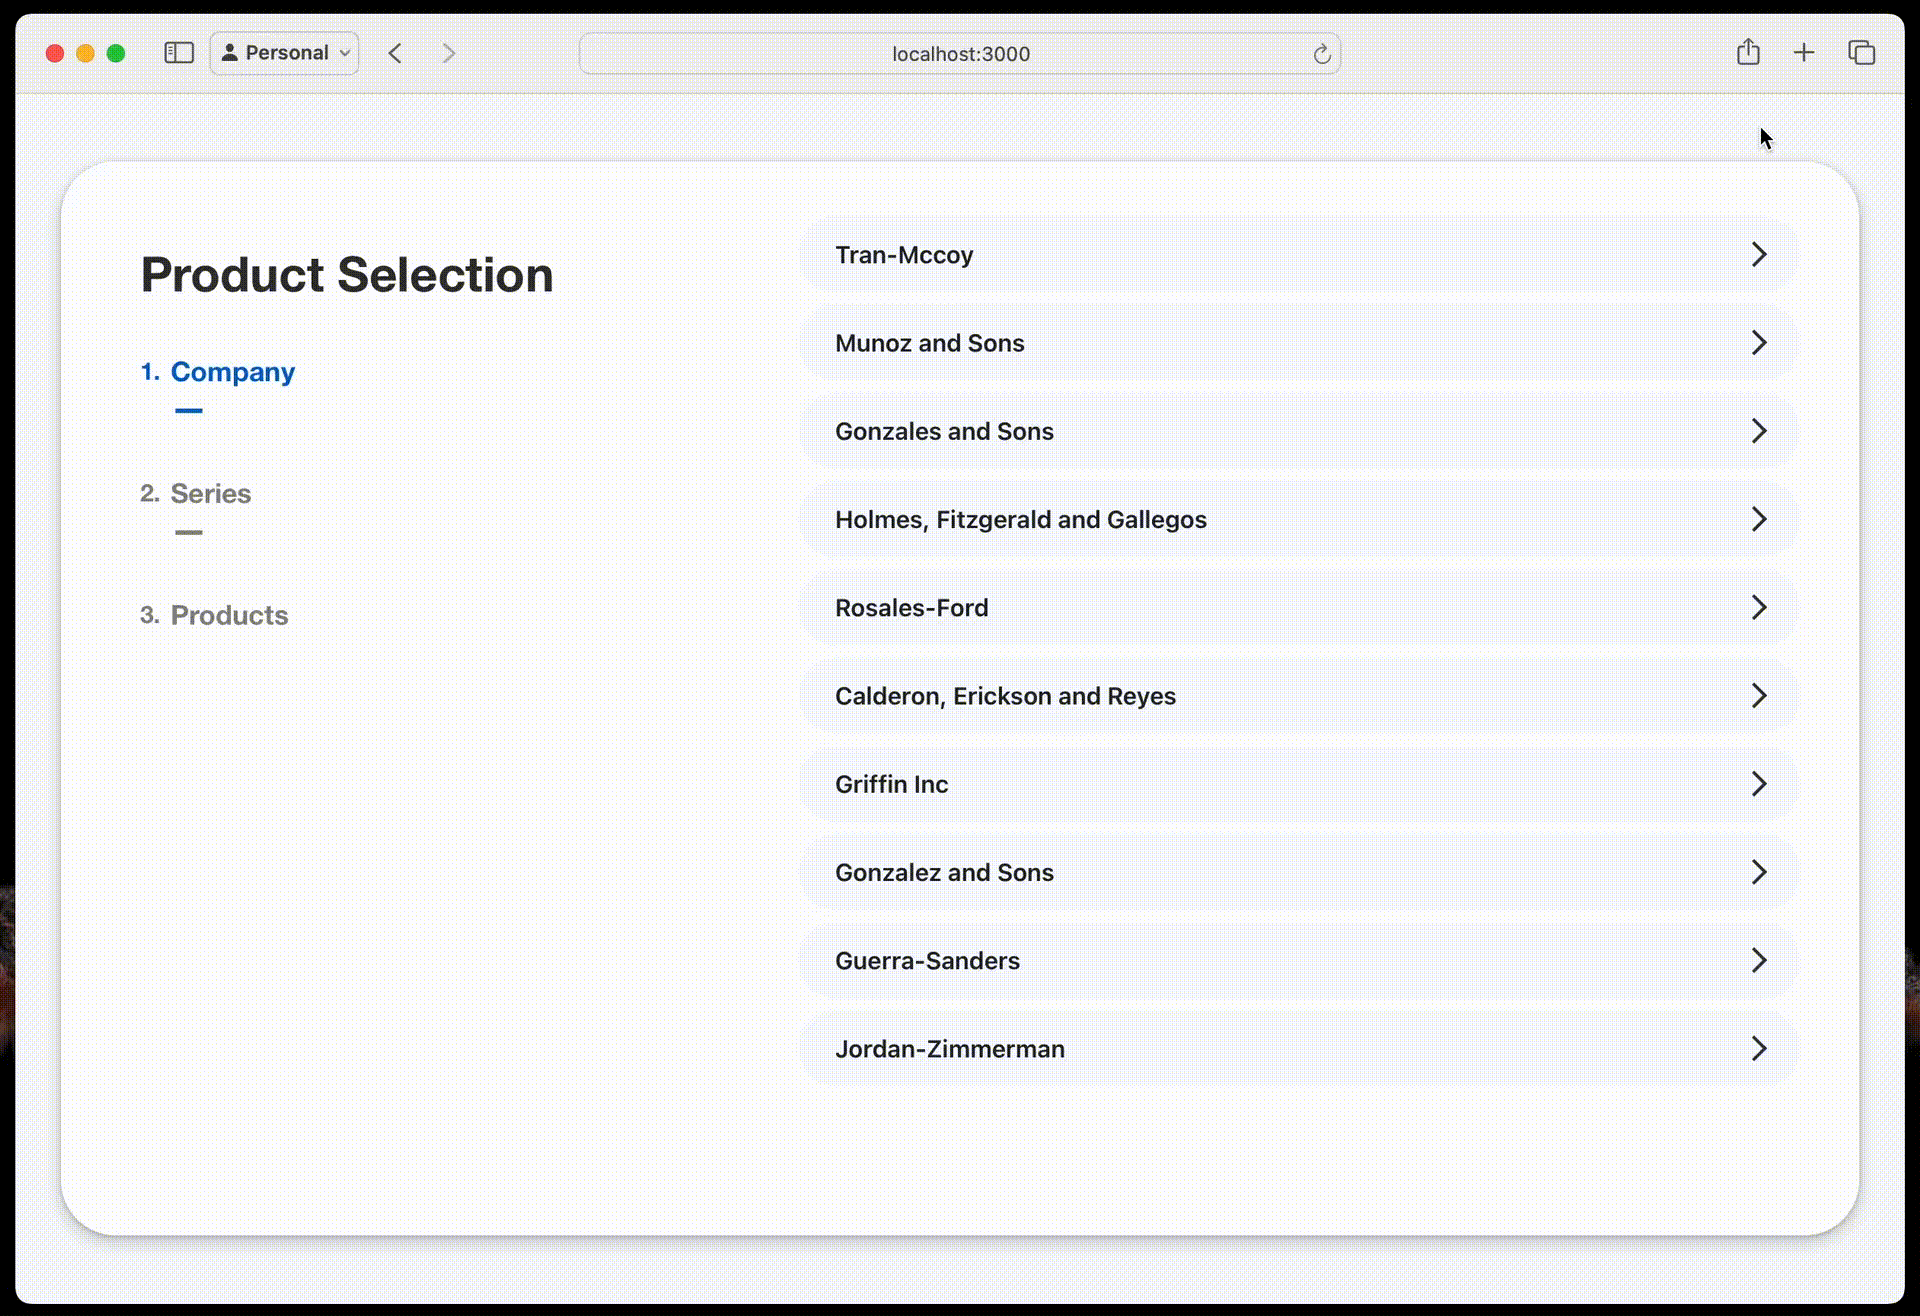 Personal
localhost:3000
Product Selection
1. Company
2. Series
3. Products
Tran-Mccoy
Munoz and Sons
Gonzales and Sons
Holmes, Fitzgerald and Gallegos
Rosales-Ford
Calderon, Erickson and Reyes
Griffin Inc
Gonzalez and Sons
Guerra-Sanders
Jordan-Zimmerman